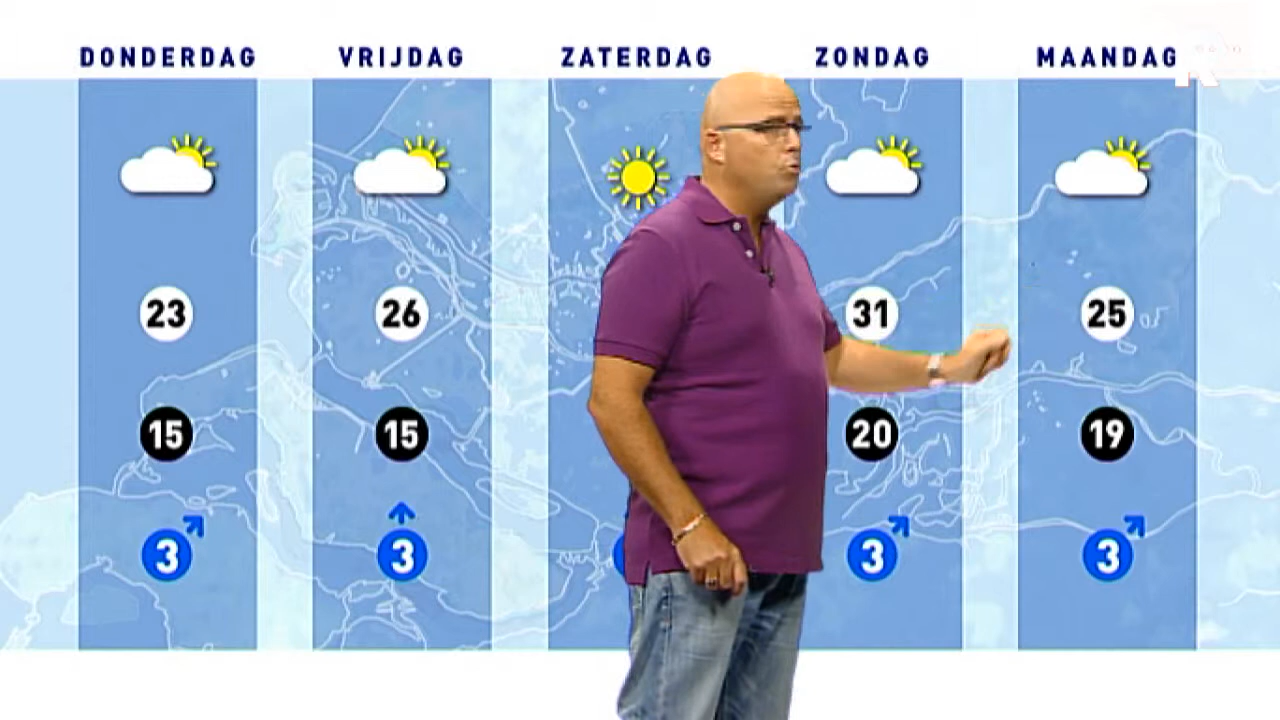 DONDERDAG VRIJDAG ZATERDAG ZONDAG MAANDAG
23 26 31 25
15 15 20 19
3 3 3 3